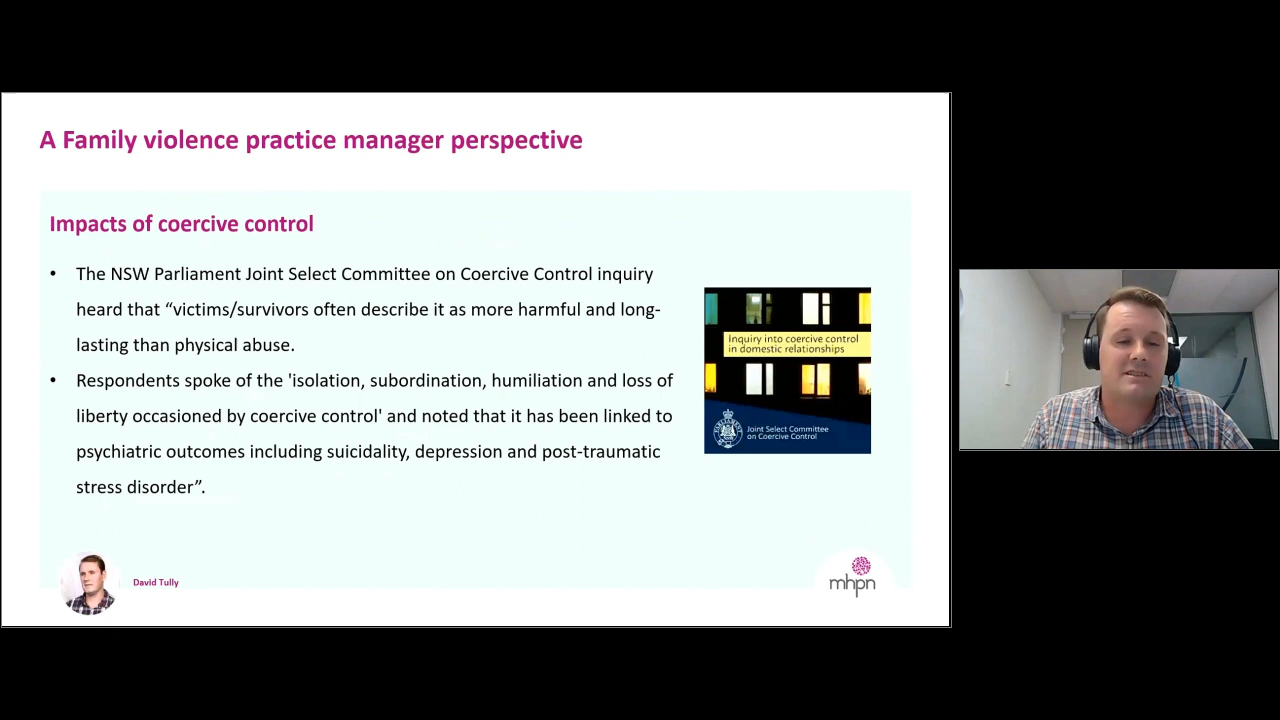 A Family violence practice manager perspective
Impacts of coercive control
• The NSW Parliament Joint Select Committee on Coercive Control inquiry
heard that “victims/survivors often describe it as more harmful and long-
lasting than physical abuse.
• Respondents spoke of the 'isolation, subordination, humiliation and loss of
liberty occasioned by coercive control' and noted that it has been linked to
psychiatric outcomes including suicidality, depression and post-traumatic
stress disorder”.
Inquiry into coercive control
in domestic relationships
Joint Select Committee
on Coercive Control
David Tully
mhpn